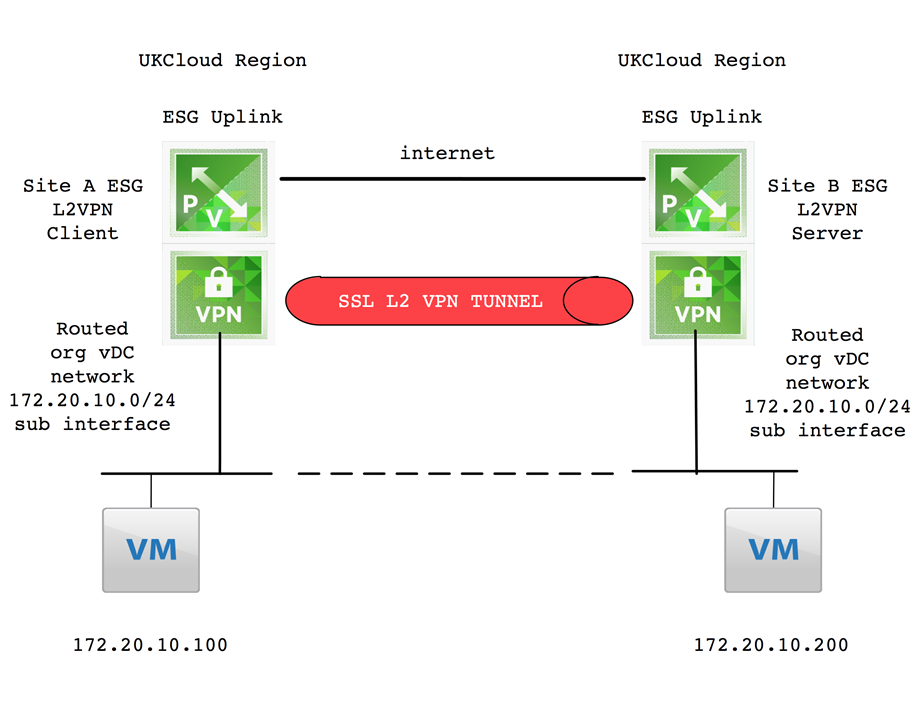 UKCloud Region
UKCloud Region
ESG Uplink
ESG Uplink
internet
Site A ESG
L2VPN
Client
P
V
P
V
Site B ESG
L2VPN
Server
VPN
SSL L2 VPN TUNNEL
VPN
Routed
org vDC
network
172.20.10.0/24
sub interface
Routed
org vDC
network
172.20.10.0/24
sub interface
VM
VM
172.20.10.100
172.20.10.200